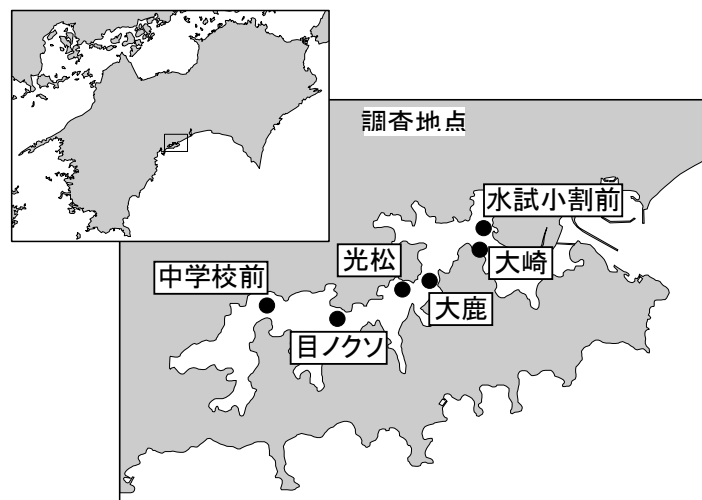 調査地点
水試小割前
光松
大崎
中学校前
大鹿
目ノクソ